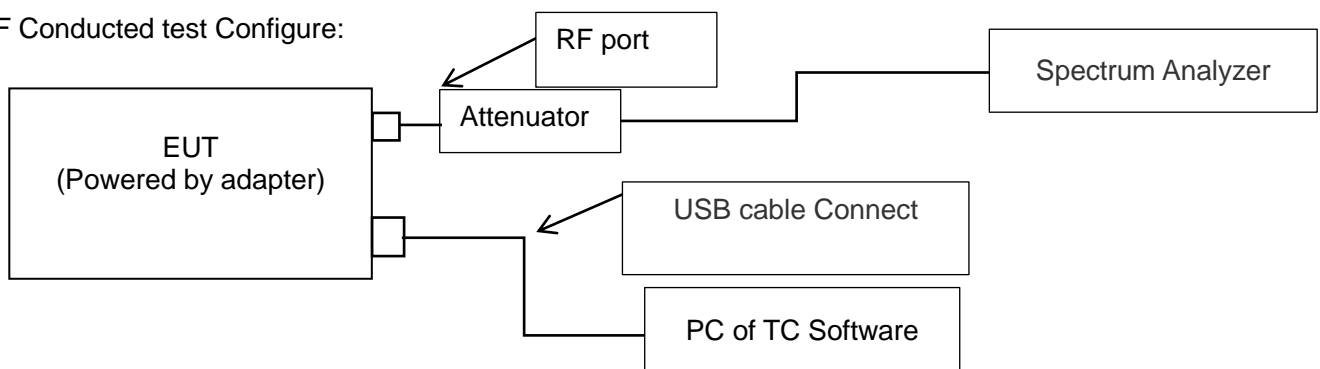 F Conducted test Configure:
RF port
Spectrum Analyzer
Attenuator
EUT
(Powered by adapter)
USB cable Connect
PC of TC Software